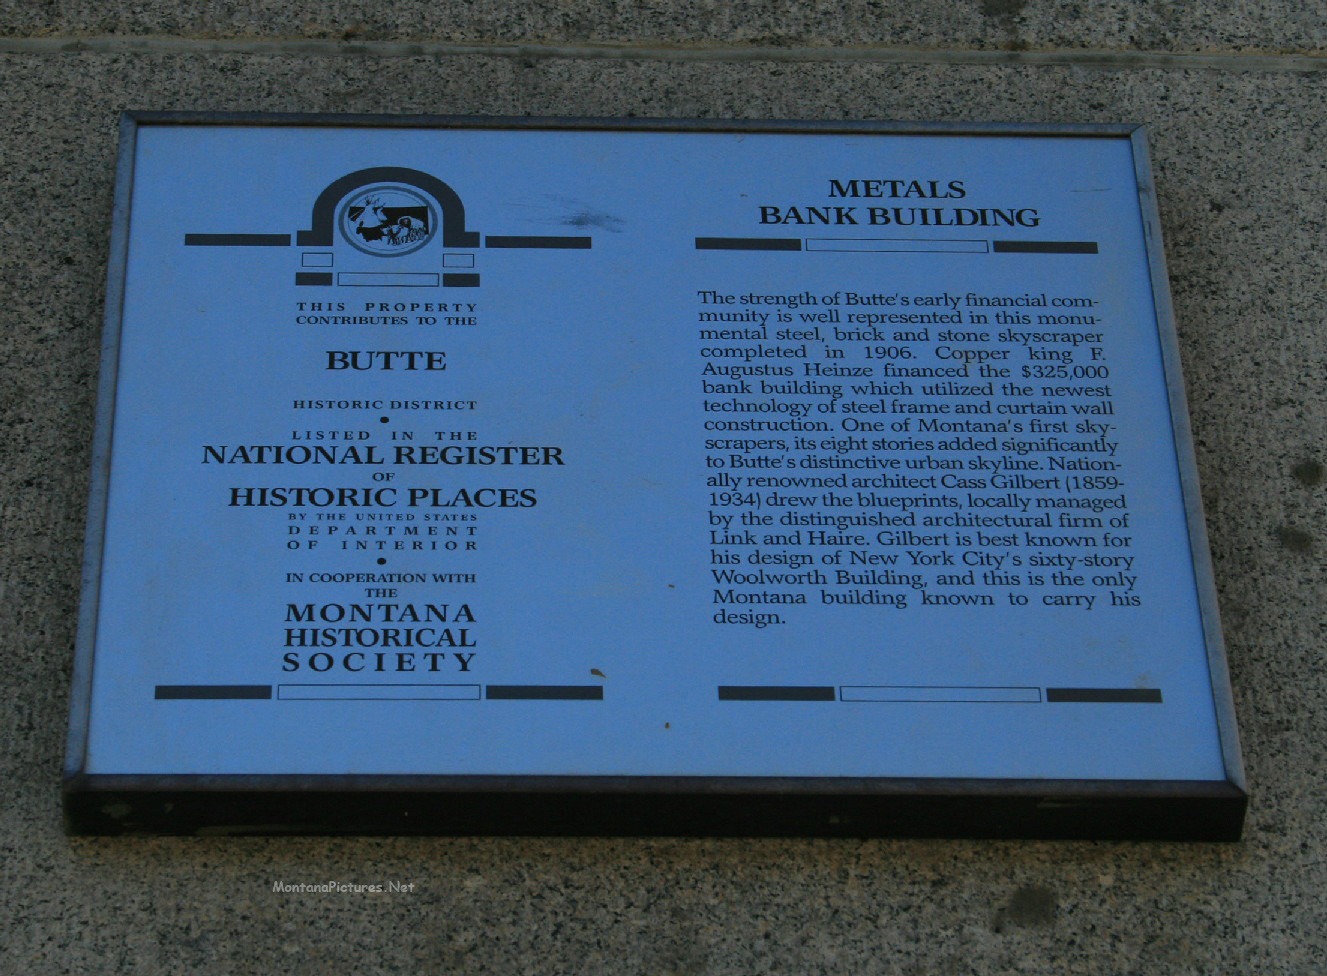 THIS PROPERTY
CONTRIBUTES TO THE
BUTTE
HISTORIC DISTRICT
LISTED IN THE
NATIONAL REGISTER
OF
HISTORIC PLACES
BY THE UNITED STATES
DEPARTMENT
OF INTERIOR
IN COOPERATION WITH
THE
MONTANA
HISTORICAL
SOCIETY
METALS
BANK BUILDING
The strength of Butte's early financial com-
munity is well represented in this monu-
mental steel, brick and stone skyscraper
completed in 1906. Copper king F.
Augustus Heinze financed the $325,000
bank building which utilized the newest
technology of steel frame and curtain wall
construction. One of Montana's first sky-
scrapers, its eight stories added significantly
to Butte's distinctive urban skyline. Nation-
ally renowned architect Cass Gilbert (1859-
1934) drew the blueprints, locally managed
by the distinguished architectural firm of
Link and Haire. Gilbert is best known for
his design of New York City's sixty-story
Woolworth Building, and this is the only
Montana building known to carry his
design.
MontanaPictures.Net